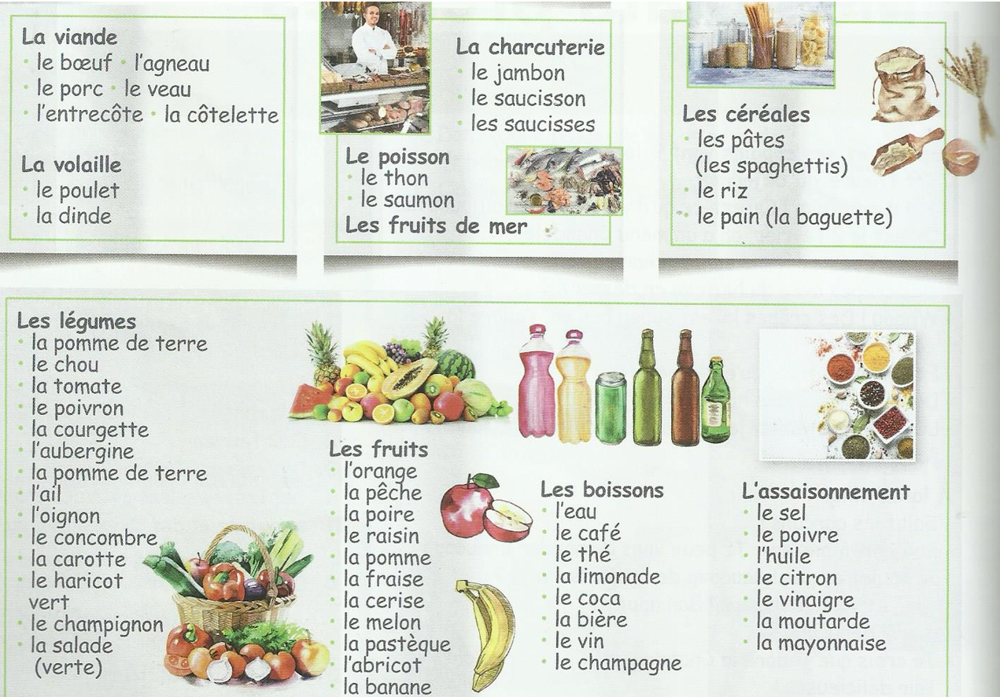 La viande
• le bœuf • l'agneau
• le porc • le veau
• l'entrecôte • la côtelette
La volaille
• le poulet
• la dinde
La charcuterie
• le jambon
• le saucisson
• les saucisses
Le poisson
• le thon
• le saumon
Les fruits de mer
Les céréales
• les pâtes
(les spaghettis)
• le riz
• le pain (la baguette)
Les légumes
• la pomme de terre
• le chou
• la tomate
• le poivron
• la courgette
• l'aubergine
• la pomme de terre
• l'ail
• l'oignon
• le concombre
• la carotte
• le haricot
vert
• le champignon
• la salade
(verte)
Les fruits
• l'orange
• la pêche
• la poire
• le raisin
• la pomme
• la fraise
• la cerise
• le melon
• la pastèque
• l'abricot
• la banane
Les boissons
• l'eau
• le café
• le thé
• la limonade
• le coca
• la bière
• le vin
• le champagne
L'assaisonnement
• le sel
• le poivre
• l'huile
• le citron
• le vinaigre
• la moutarde
• la mayonnaise